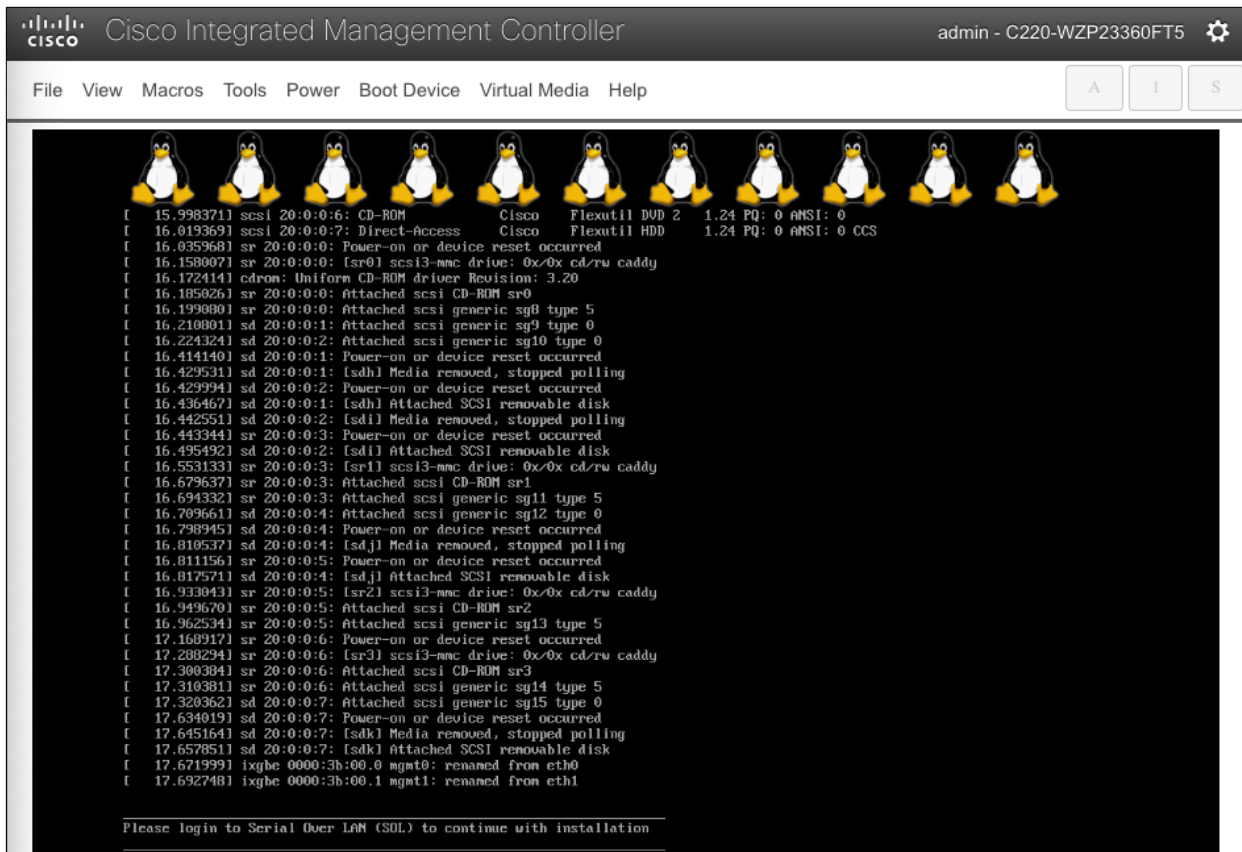 CISCO Cisco Integrated Management Controller admin - C220-WZP23360FT5
File View Macros Tools Power Boot Device Virtual Media Help A I S
[   15.998371] scsi 20:0:0:6: CD-ROM            Cisco    Flexutil DVD 2   1.24 PQ: 0 ANSI: 0
[   16.019369] scsi 20:0:0:7: Direct-Access     Cisco    Flexutil HDD     1.24 PQ: 0 ANSI: 0 CCS
[   16.035968] sr 20:0:0:0: Power-on or device reset occurred
[   16.158007] sr 20:0:0:0: [sr0] scsi3-mmc drive: 0x/0x cd/rw caddy
[   16.172414] cdrom: Uniform CD-ROM driver Revision: 3.20
[   16.185026] sr 20:0:0:0: Attached scsi CD-ROM sr0
[   16.199080] sr 20:0:0:0: Attached scsi generic sg8 type 5
[   16.210801] sd 20:0:0:1: Attached scsi generic sg9 type 0
[   16.224324] sd 20:0:0:2: Attached scsi generic sg10 type 0
[   16.414140] sd 20:0:0:1: Power-on or device reset occurred
[   16.429531] sd 20:0:0:1: [sdh] Media removed, stopped polling
[   16.429994] sd 20:0:0:2: Power-on or device reset occurred
[   16.436467] sd 20:0:0:1: [sdh] Attached SCSI removable disk
[   16.442551] sd 20:0:0:2: [sdi] Media removed, stopped polling
[   16.443344] sr 20:0:0:3: Power-on or device reset occurred
[   16.495492] sd 20:0:0:2: [sdi] Attached SCSI removable disk
[   16.553133] sr 20:0:0:3: [sr1] scsi3-mmc drive: 0x/0x cd/rw caddy
[   16.679637] sr 20:0:0:3: Attached scsi CD-ROM sr1
[   16.694332] sr 20:0:0:3: Attached scsi generic sg11 type 5
[   16.709661] sd 20:0:0:4: Attached scsi generic sg12 type 0
[   16.798945] sd 20:0:0:4: Power-on or device reset occurred
[   16.810537] sd 20:0:0:4: [sdj] Media removed, stopped polling
[   16.811156] sr 20:0:0:5: Power-on or device reset occurred
[   16.817571] sd 20:0:0:4: [sdj] Attached SCSI removable disk
[   16.933043] sr 20:0:0:5: [sr2] scsi3-mmc drive: 0x/0x cd/rw caddy
[   16.949670] sr 20:0:0:5: Attached scsi CD-ROM sr2
[   16.962534] sr 20:0:0:5: Attached scsi generic sg13 type 5
[   17.168917] sr 20:0:0:6: Power-on or device reset occurred
[   17.288294] sr 20:0:0:6: [sr3] scsi3-mmc drive: 0x/0x cd/rw caddy
[   17.300384] sr 20:0:0:6: Attached scsi CD-ROM sr3
[   17.310381] sr 20:0:0:6: Attached scsi generic sg14 type 5
[   17.320362] sd 20:0:0:7: Attached scsi generic sg15 type 0
[   17.634019] sd 20:0:0:7: Power-on or device reset occurred
[   17.645164] sd 20:0:0:7: [sdk] Media removed, stopped polling
[   17.657851] sd 20:0:0:7: [sdk] Attached SCSI removable disk
[   17.671999] ixgbe 0000:3b:00.0 mgmt0: renamed from eth0
[   17.692748] ixgbe 0000:3b:00.1 mgmt1: renamed from eth1
Please login to Serial Over LAN (SOL) to continue with installation